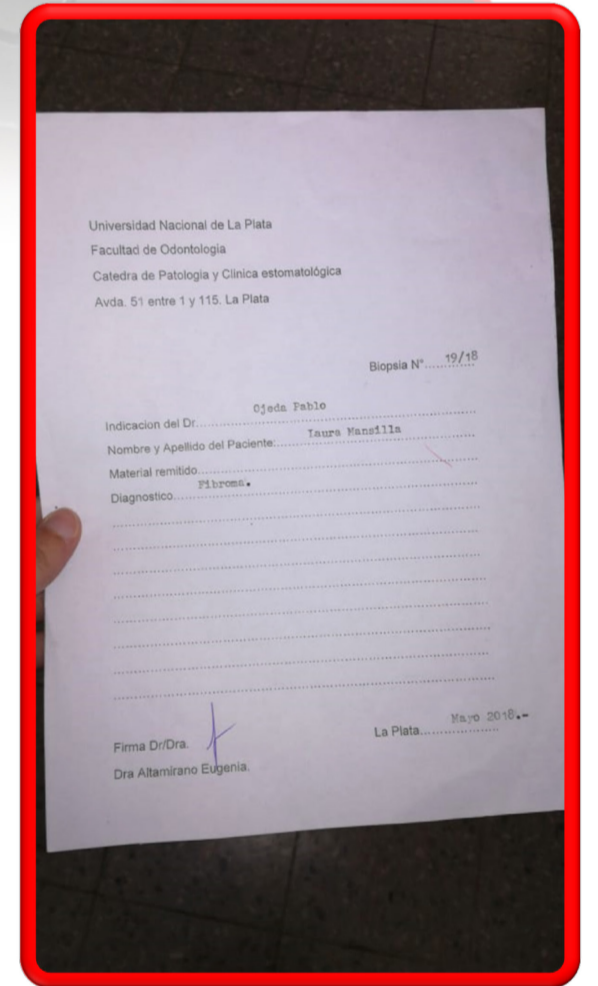 Universidad Nacional de La Plata
Facultad de Odontologia
Catedra de Patologia y Clinica estomatológica
Avda. 51 entre 1 y 115. La Plata
Biopsia N°......19/18
Indicacion del Dr. Ojeda Pablo
Nombre y Apellido del Paciente: Laura Mansilla
Material remitido
Diagnostico Fibroma.
Firma Dr/Dra.
La Plata Mayo 2018.-
Dra Altamirano Eugenia.